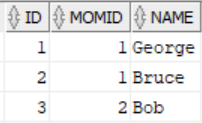 ID MOMID NAME
1 1 George
2 1 Bruce
3 2 Bob